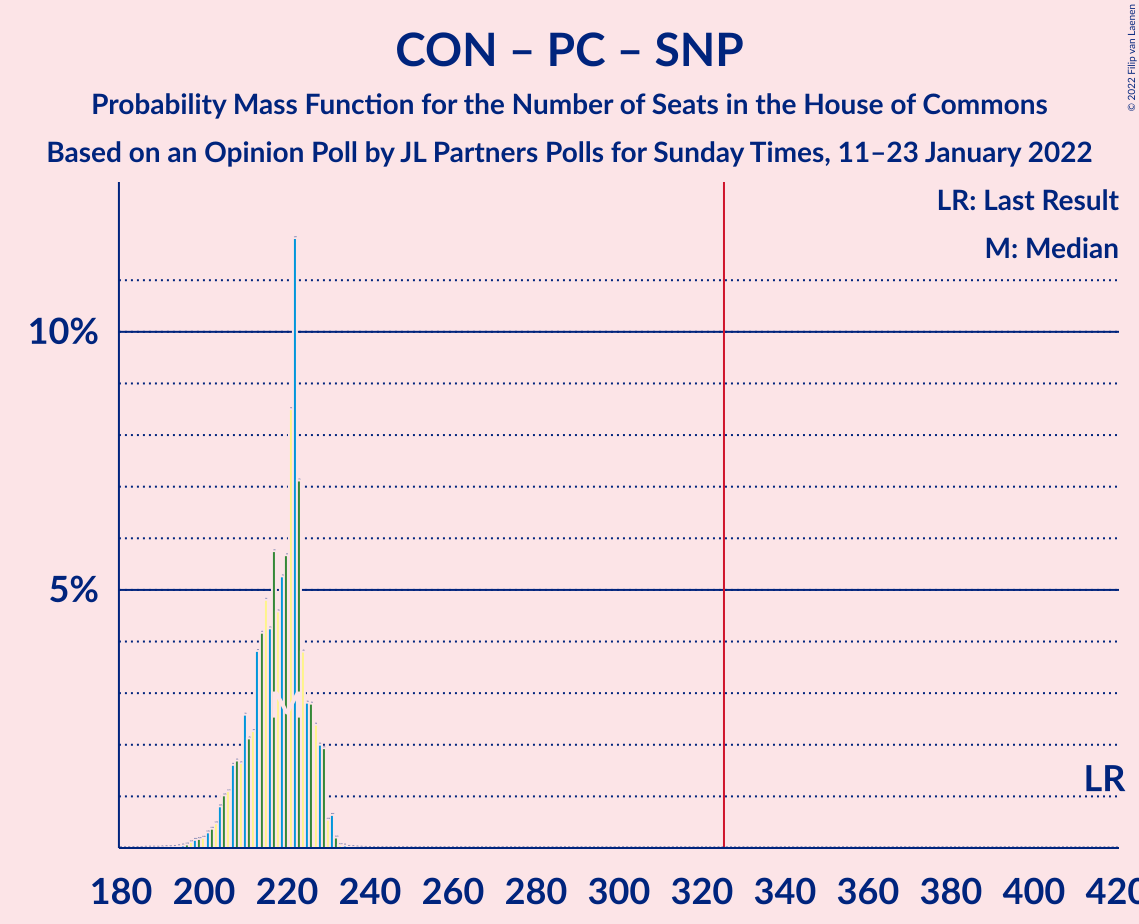 CON – PC – SNP
Probability Mass Function for the Number of Seats in the House of Commons
Based on an Opinion Poll by JL Partners Polls for Sunday Times, 11–23 January 2022
© 2022 Filip van Laenen
LR: Last Result
M: Median
10%
5%
M
LR
180 200 220 240 260 280 300 320 340 360 380 400 420